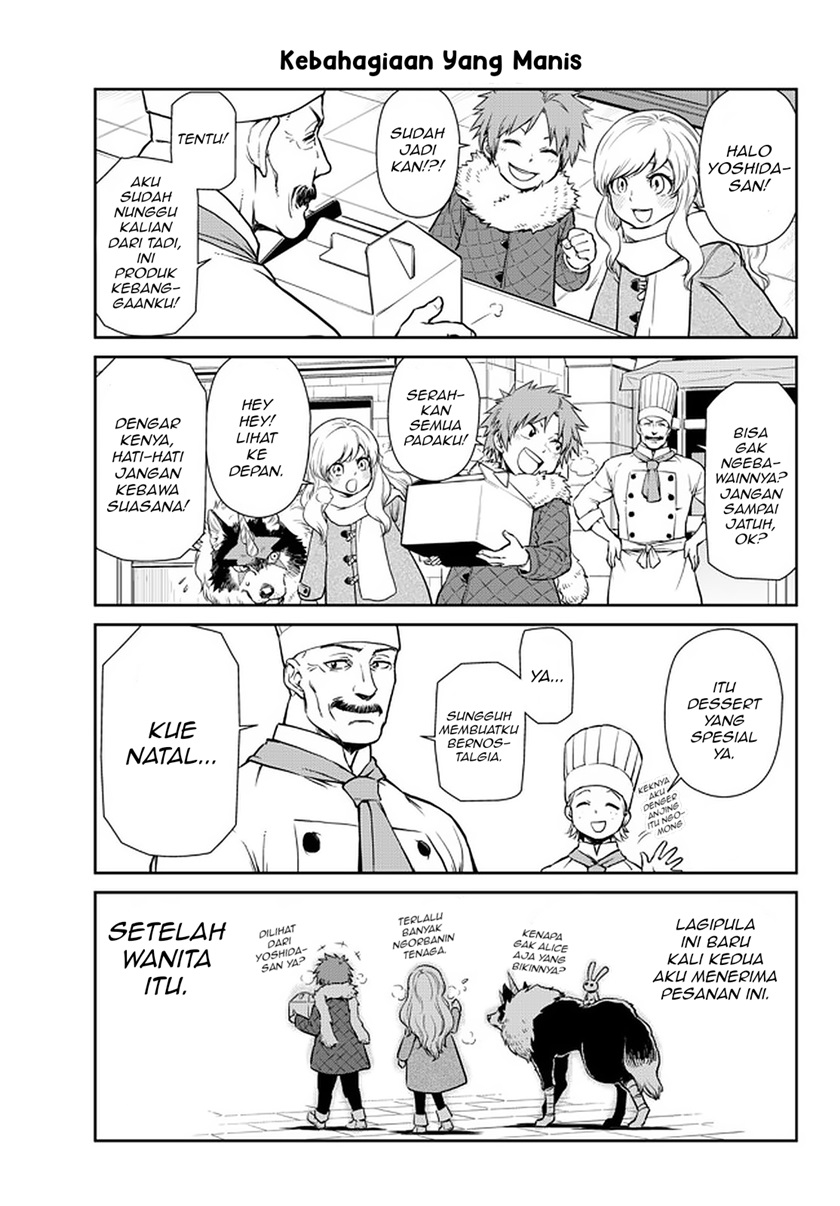 Kebahagiaan Yang Manis
HALO
YOSHIDA-
SAN!
SUDAH
JADI
KAN!?!
TENTU!
AKU
SUDAH
NUNGGU
KALIAN
DARI TADI,
INI
PRODUK
KEBANG-
GAANKU!
BISA
GAK
NGEBA-
WAINNYA?
JANGAN
SAMPAI
JATUH,
OK?
SERAH-
KAN
SEMUA
PADAKU!
HEY
HEY!
LIHAT
KE
DEPAN.
DENGAR
KENYA,
HATI-HATI
JANGAN
KEBAWA
SUASANA!
ITU
DESSERT
YANG
SPESIAL
YA.
KEKNYA
AKU
DENGER
ANJING
ITU NGO-
MONG
YA...
SUNGGUH
MEMBUATKU
BERNOS-
TALGIA.
KUE
NATAL...
LAGIPULA
INI BARU
KALI KEDUA
AKU MENERIMA
PESANAN INI.
KENAPA
GAK ALICE
AJA YANG
BIKINNYA?
TERLALU
BANYAK
NGORBANIN
TENAGA.
DILIHAT
DARI
YOSHIDA-
SAN YA?
SETELAH
WANITA
ITU.